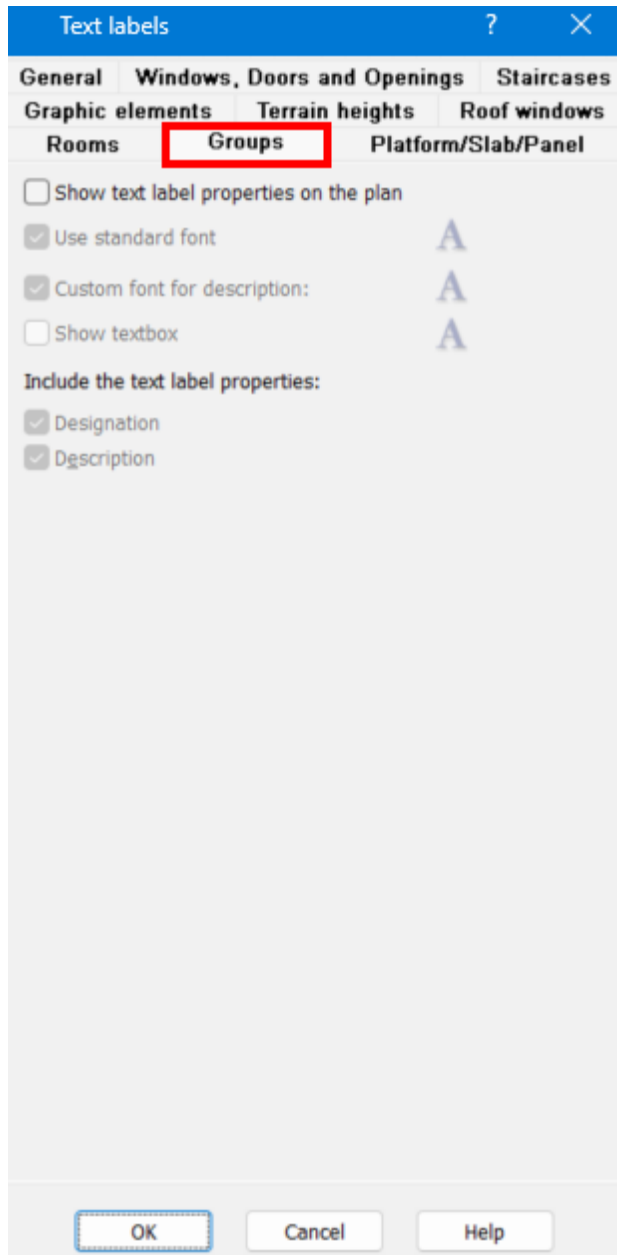 Text labels ?
General Windows, Doors and Openings Staircases
Graphic elements Terrain heights Roof windows
Rooms Groups Platform/Slab/Panel
Show text label properties on the plan
Use standard font A
Custom font for description: A
Show textbox A
Include the text label properties:
Designation
Description
OK Cancel Help